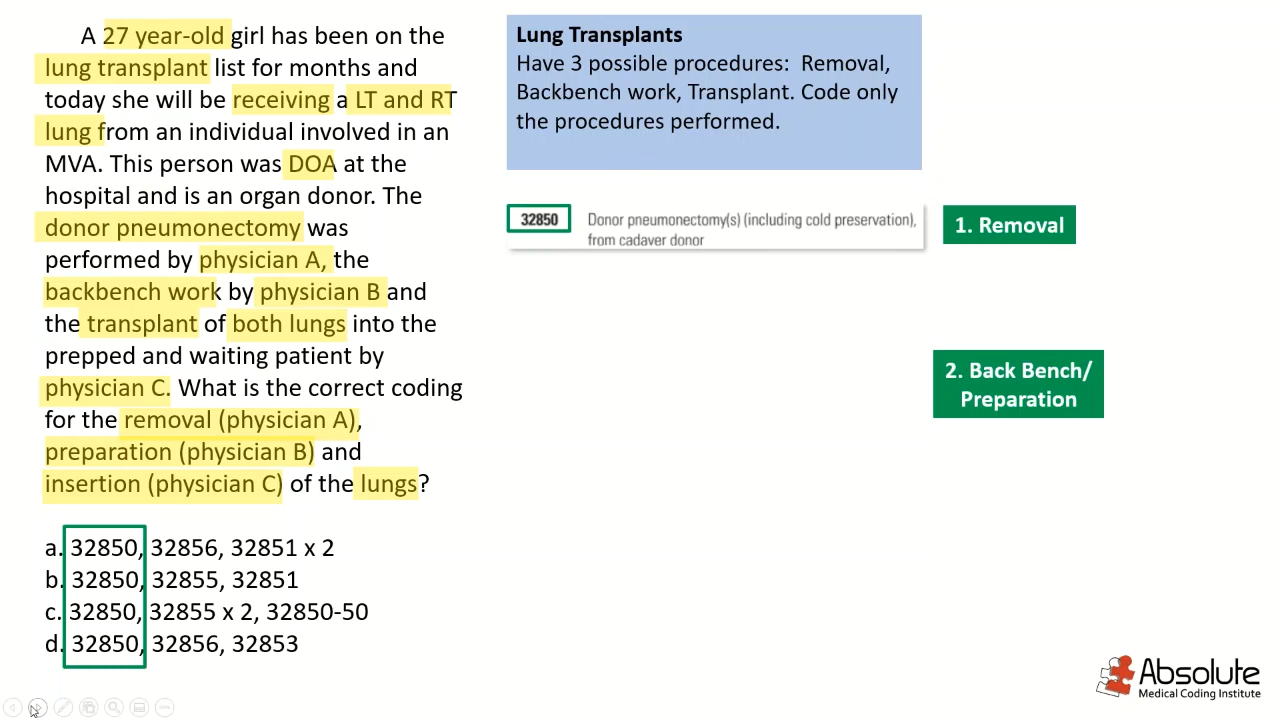 A 27 year-old girl has been on the
lung transplant list for months and
today she will be receiving a LT and RT
lung from an individual involved in an
MVA. This person was DOA at the
hospital and is an organ donor. The
donor pneumonectomy was
performed by physician A, the
backbench work by physician B and
the transplant of both lungs into the
prepped and waiting patient by
physician C. What is the correct coding
for the removal (physician A),
preparation (physician B) and
insertion (physician C) of the lungs?
a. 32850, 32856, 32851 x 2
b. 32850, 32855, 32851
c. 32850, 32855 x 2, 32850-50
d. 32850, 32856, 32853
Lung Transplants
Have 3 possible procedures: Removal,
Backbench work, Transplant. Code only
the procedures performed.
32850 Donor pneumonectomy(s) (including cold preservation),
from cadaver donor
1. Removal
2. Back Bench/
Preparation
Absolute
Medical Coding Institute